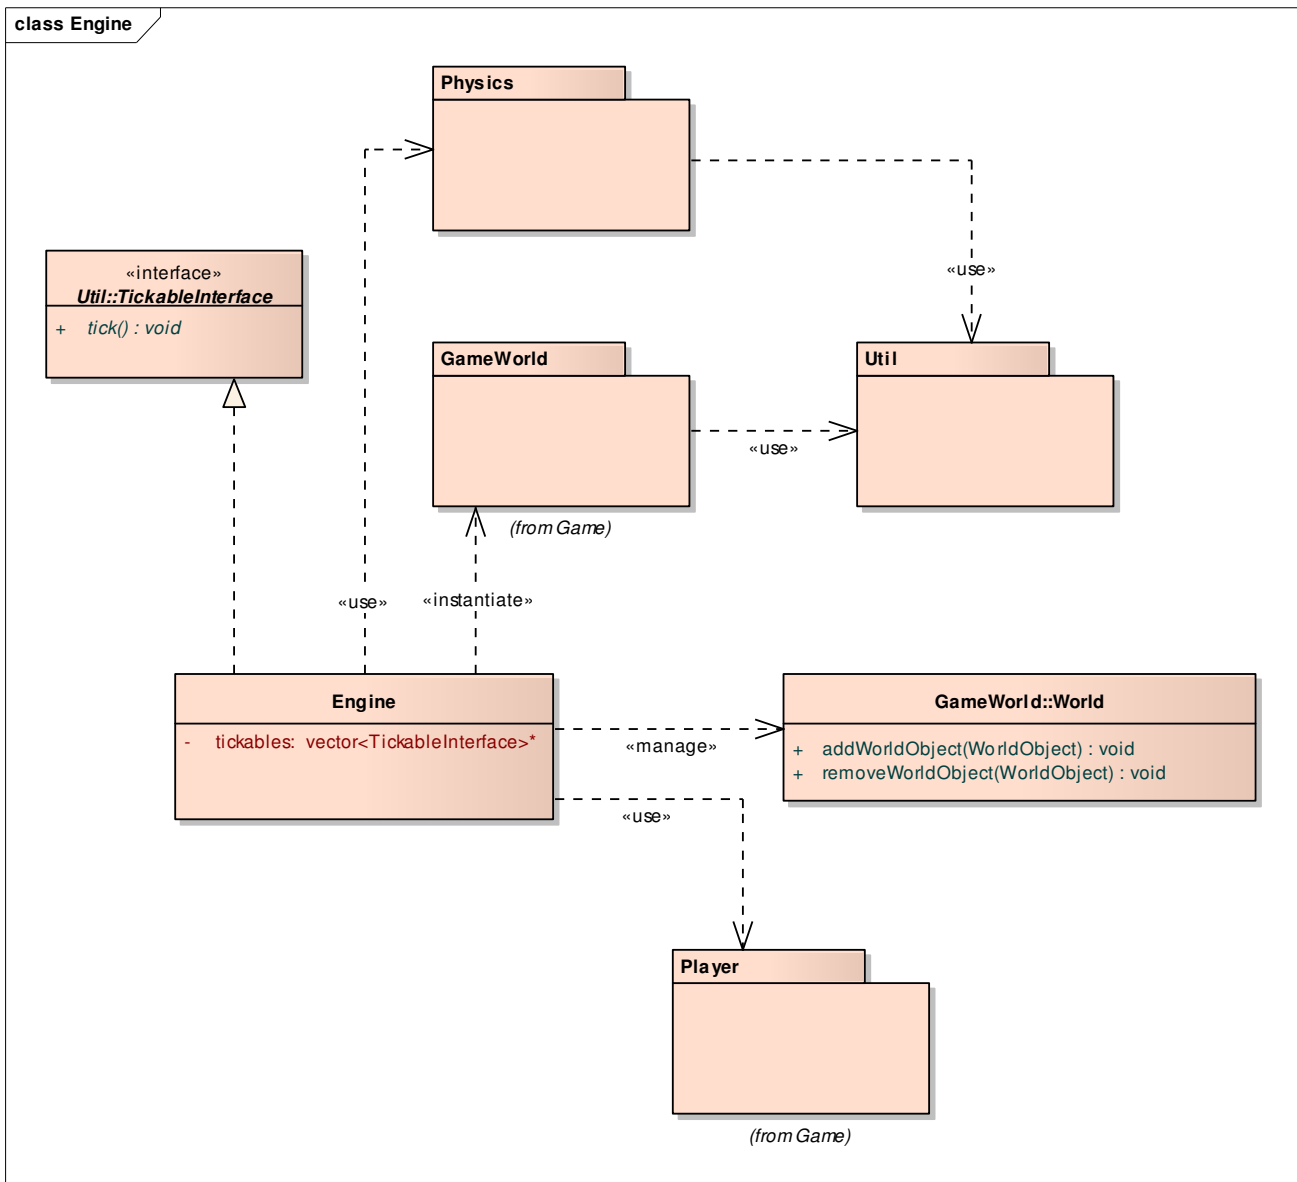 class Engine
Physics
«interface»
Util::TickableInterface
+ tick() : void
«use»
GameWorld
Util
«use»
(from Game)
«use»
«instantiate»
Engine
- tickables: vector<TickableInterface>*
GameWorld::World
+ addWorldObject(WorldObject) : void
+ removeWorldObject(WorldObject) : void
«manage»
«use»
Player
(from Game)